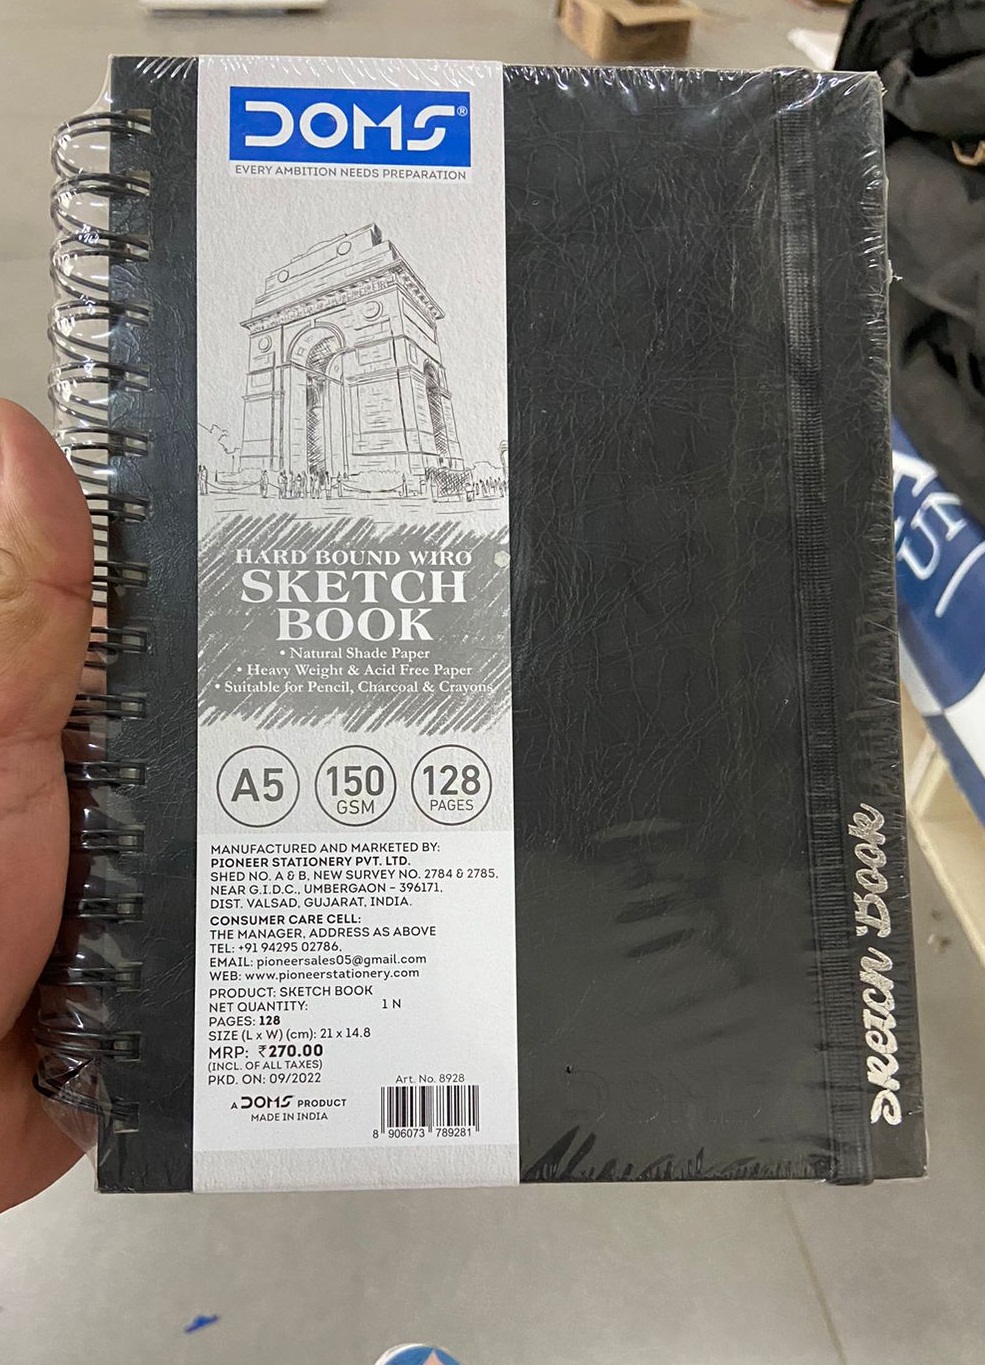 DOMS®
EVERY AMBITION NEEDS PREPARATION
HARD BOUND WIRO
SKETCH
BOOK
• Natural Shade Paper
• Heavy Weight & Acid Free Paper
• Suitable for Pencil, Charcoal & Crayons
A5
150
GSM
128
PAGES
MANUFACTURED AND MARKETED BY:
PIONEER STATIONERY PVT. LTD.
SHED NO. A & B, NEW SURVEY NO. 2784 & 2785,
NEAR G.I.D.C., UMBERGAON – 396171,
DIST. VALSAD, GUJARAT, INDIA.
CONSUMER CARE CELL:
THE MANAGER, ADDRESS AS ABOVE
TEL: +91 94295 02786,
EMAIL: pioneersales05@gmail.com
WEB: www.pioneerstationery.com
PRODUCT: SKETCH BOOK
NET QUANTITY: 1 N
PAGES: 128
SIZE (L x W) (cm): 21 x 14.8
MRP: ₹270.00
(INCL. OF ALL TAXES)
PKD. ON: 09/2022
Art. No. 8928
A DOMS PRODUCT
MADE IN INDIA
8 906073 789281
Sketch Book